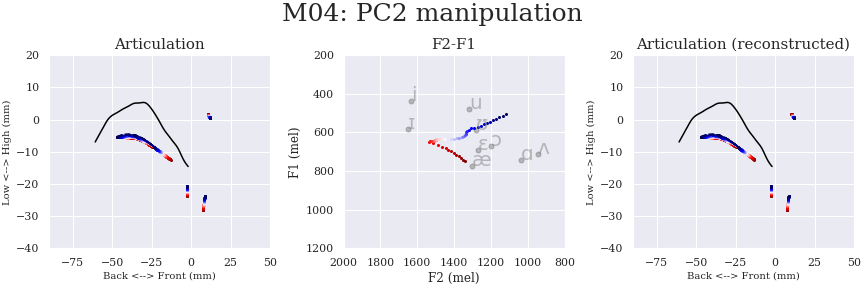 M04: PC2 manipulation
Articulation
F2-F1
Articulation (reconstructed)
20
10
0
−10
−20
−30
−40
Low <--> High (mm)
−75
−50
−25
0
25
50
Back <--> Front (mm)
200
400
600
800
1000
1200
F1 (mel)
i
u
ɪ
ʊ
ɛ
ɔ
æ
ɑ
ʌ
2000
1800
1600
1400
1200
1000
800
F2 (mel)
20
10
0
−10
−20
−30
−40
Low <--> High (mm)
−75
−50
−25
0
25
50
Back <--> Front (mm)